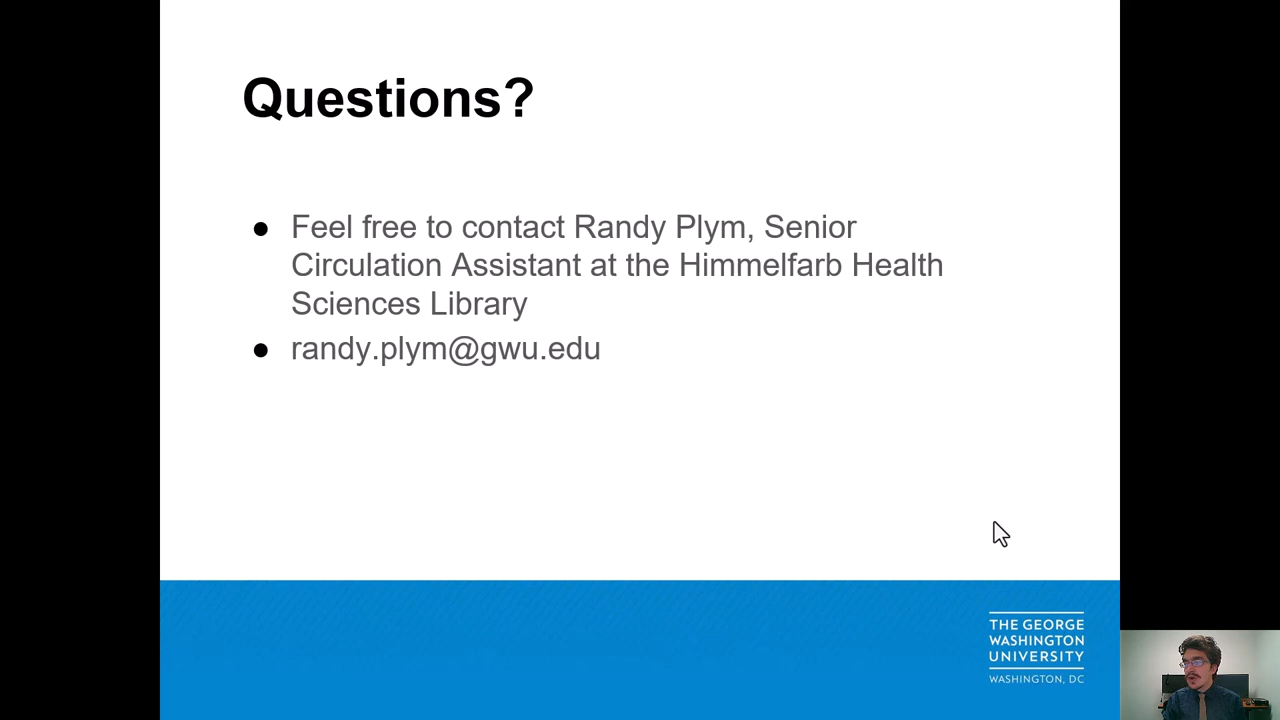 Questions?
● Feel free to contact Randy Plym, Senior
Circulation Assistant at the Himmelfarb Health
Sciences Library
● randy.plym@gwu.edu
THE GEORGE
WASHINGTON
UNIVERSITY
WASHINGTON, DC